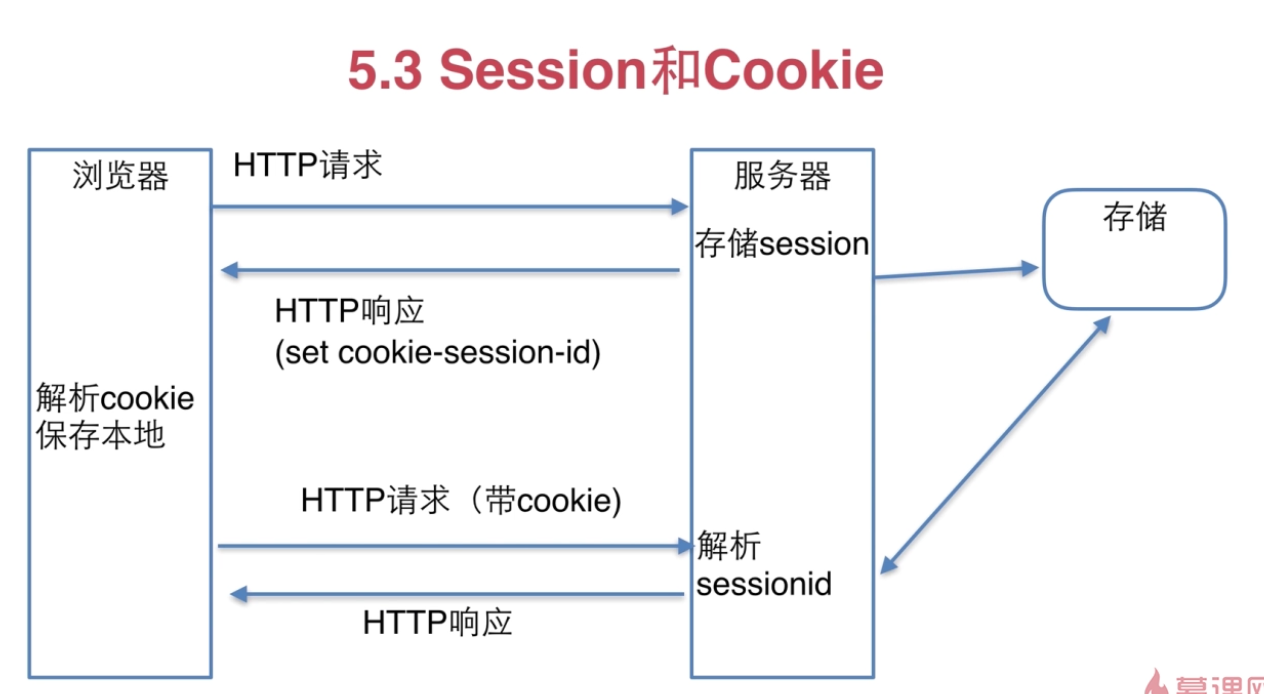 5.3 Session和Cookie
浏览器
HTTP请求
服务器
存储
存储session
HTTP响应
(set cookie-session-id)
解析cookie
保存本地
HTTP请求（带cookie)
解析
sessionid
HTTP响应
慕课网